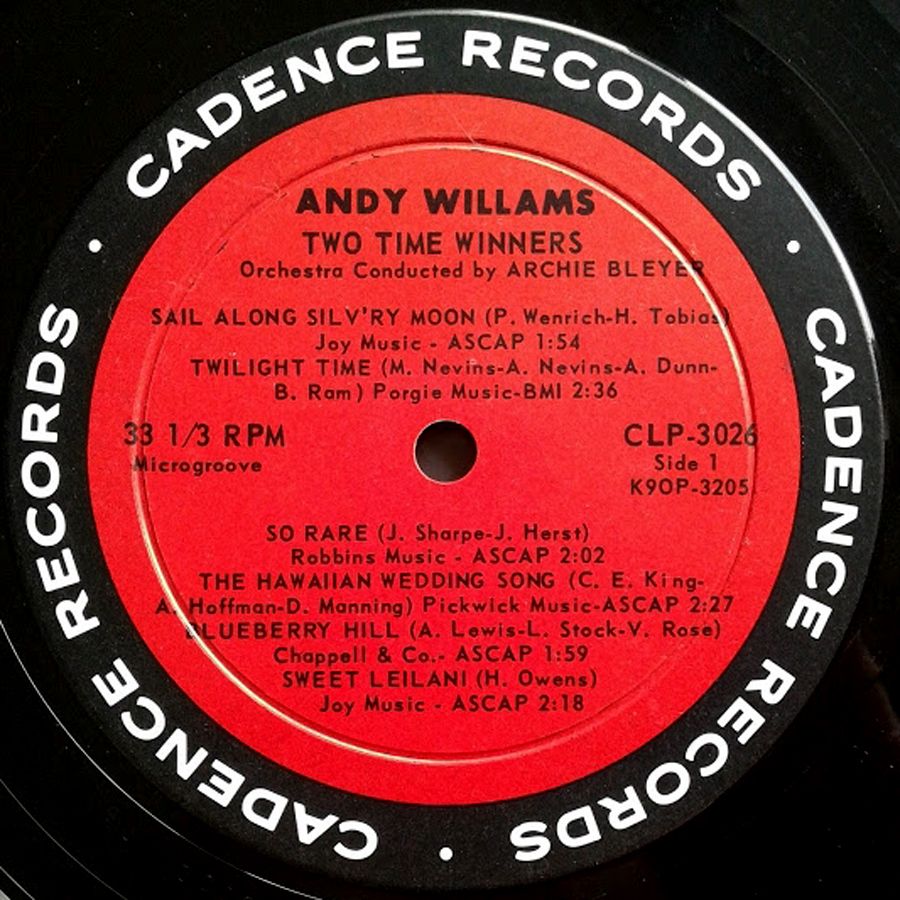 CADENCE RECORDS
CADENCE RECORDS
CADENCE RECORDS
ANDY WILLAMS
TWO TIME WINNERS
Orchestra Conducted by ARCHIE BLEYER
SAIL ALONG SILV'RY MOON (P. Wenrich-H. Tobias)
Joy Music - ASCAP 1:54
TWILIGHT TIME (M. Nevins-A. Nevins-A. Dunn-
B. Ram) Porgie Music-BMI 2:36
33 1/3 RPM
Microgroove
CLP-3026
Side 1
K9OP-3205
SO RARE (J. Sharpe-J. Herst)
Robbins Music - ASCAP 2:02
THE HAWAIIAN WEDDING SONG (C. E. King-
A. Hoffman-D. Manning) Pickwick Music-ASCAP 2:27
BLUEBERRY HILL (A. Lewis-L. Stock-V. Rose)
Chappell & Co.- ASCAP 1:59
SWEET LEILANI (H. Owens)
Joy Music - ASCAP 2:18